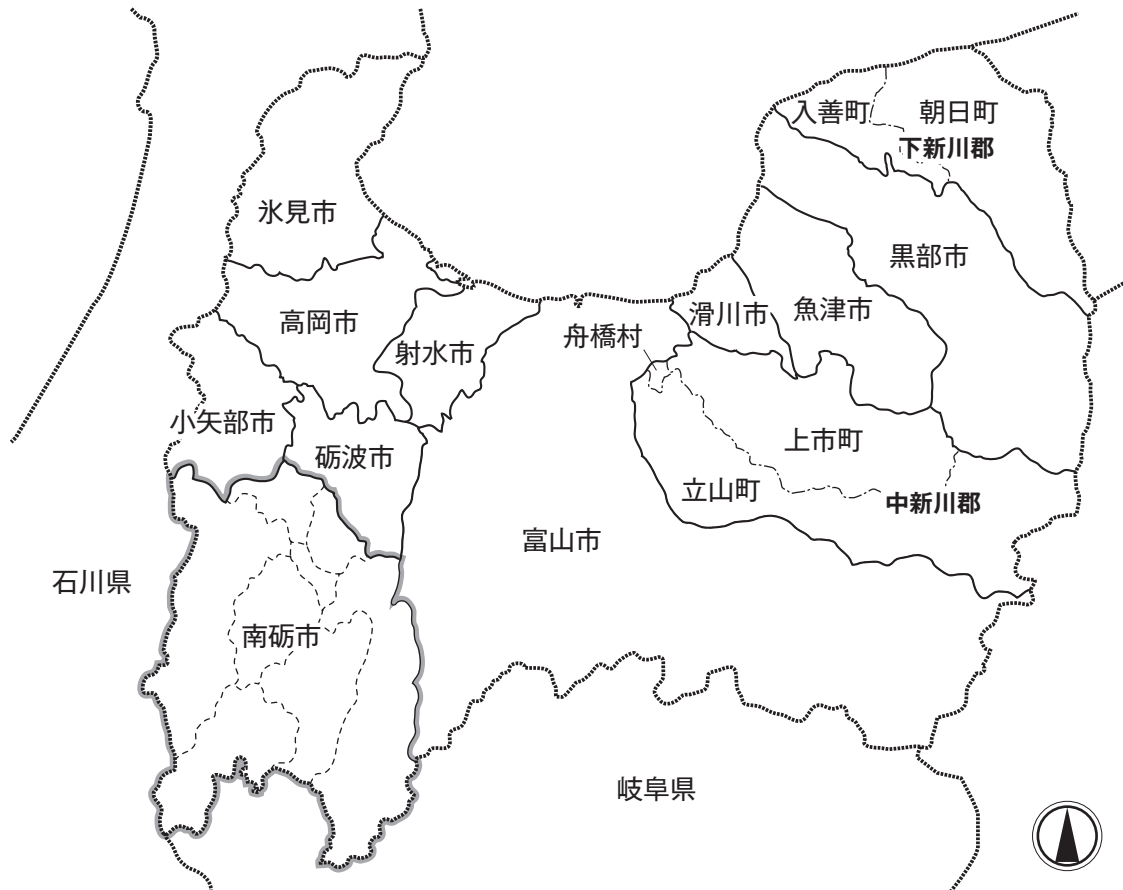 入善町
朝日町
下新川郡
氷見市
黒部市
高岡市
滑川市
魚津市
射水市
舟橋村
小矢部市
砺波市
上市町
立山町
中新川郡
富山市
石川県
南砺市
岐阜県